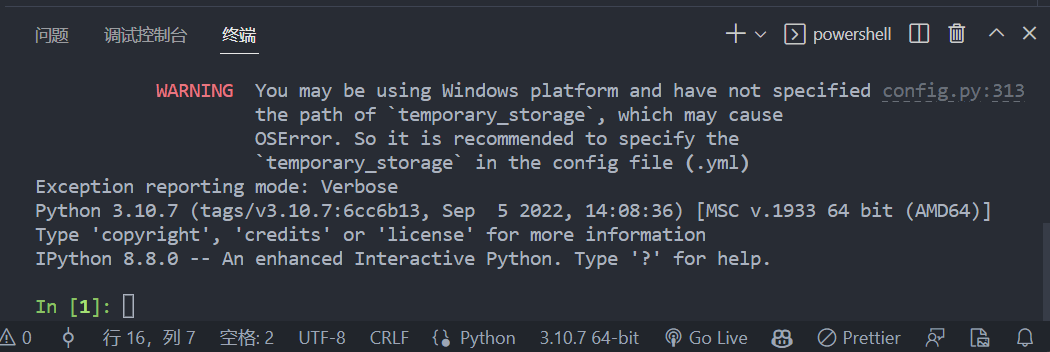 问题 调试控制台 终端 powershell
WARNING You may be using Windows platform and have not specified config.py:313
the path of `temporary_storage`, which may cause
OSError. So it is recommended to specify the
`temporary_storage` in the config file (.yml)
Exception reporting mode: Verbose
Python 3.10.7 (tags/v3.10.7:6cc6b13, Sep  5 2022, 14:08:36) [MSC v.1933 64 bit (AMD64)]
Type 'copyright', 'credits' or 'license' for more information
IPython 8.8.0 -- An enhanced Interactive Python. Type '?' for help.
In [1]:
0 行 16，列 7 空格: 2 UTF-8 CRLF Python 3.10.7 64-bit Go Live Prettier